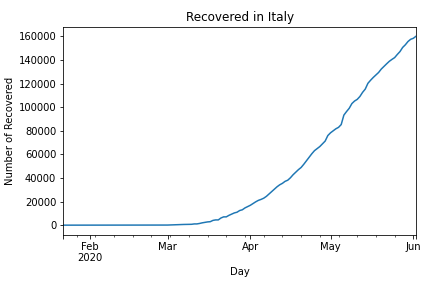 Recovered in Italy
160000
140000
120000
100000
80000
60000
40000
20000
0
Number of Recovered
Feb
2020
Mar
Apr
May
Jun
Day